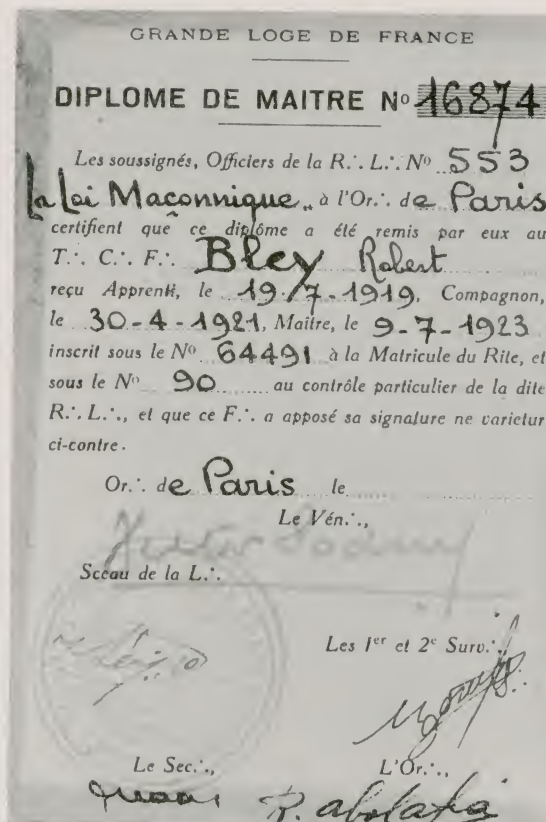 GRANDE LOGE DE FRANCE
DIPLOME DE MAITRE Nº 16874
Les soussignés, Officiers de la R∴ L∴ Nº 553
La Loi Maçonnique„ à l'Or∴ de Paris
certifient que ce diplôme a été remis par eux au
T∴ C∴ F∴ Bley Robert
reçu Apprenti, le 19-7-1919, Compagnon,
le 30-4-1921, Maitre, le 9-7-1923
inscrit sous le Nº 64491 à la Matricule du Rite, et
sous le Nº 90 au contrôle particulier de la dite
R∴ L∴, et que ce F∴ a apposé sa signature ne varietur
ci-contre.
Or∴ de Paris le
Le Vén∴,
Sceau de la L∴
Les 1er et 2e Surv∴,
Le Sec∴,
L'Or∴,